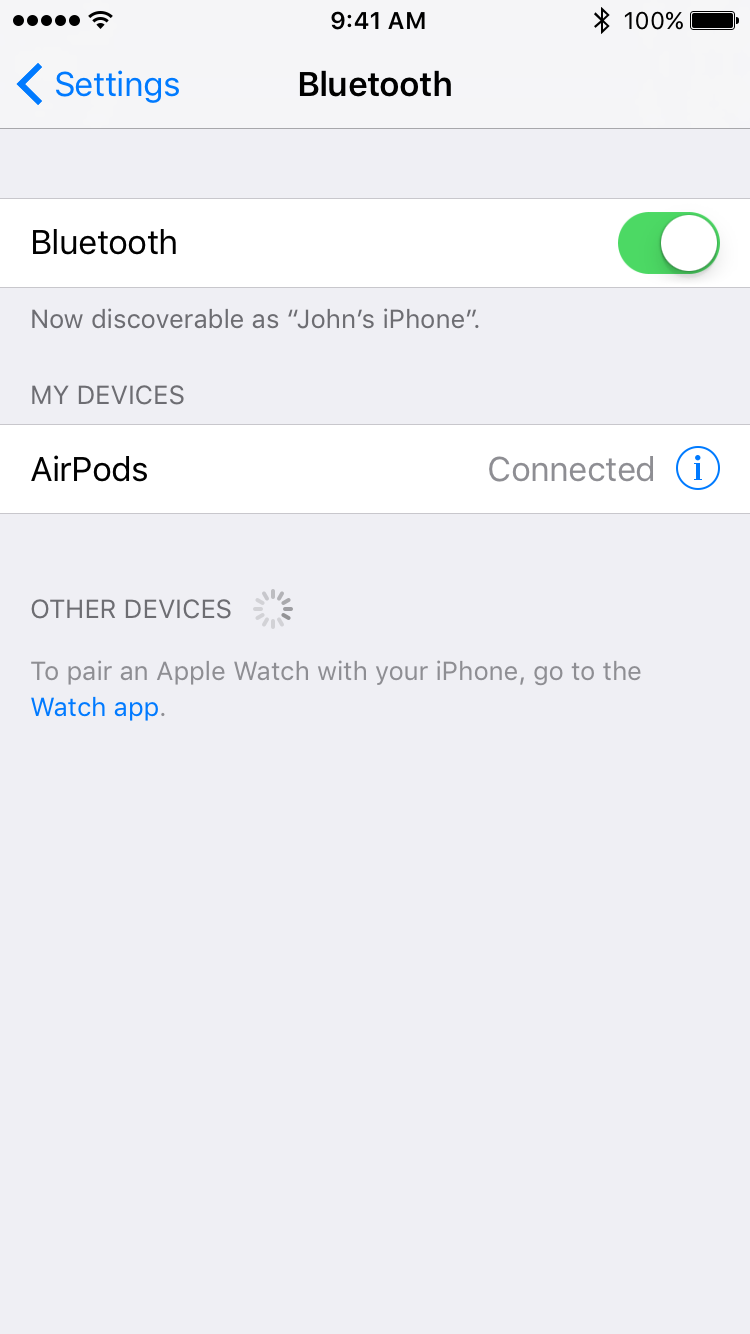 9:41 AM 100%
Settings Bluetooth
Bluetooth
Now discoverable as “John’s iPhone”.
MY DEVICES
AirPods Connected i
OTHER DEVICES
To pair an Apple Watch with your iPhone, go to the
Watch app.